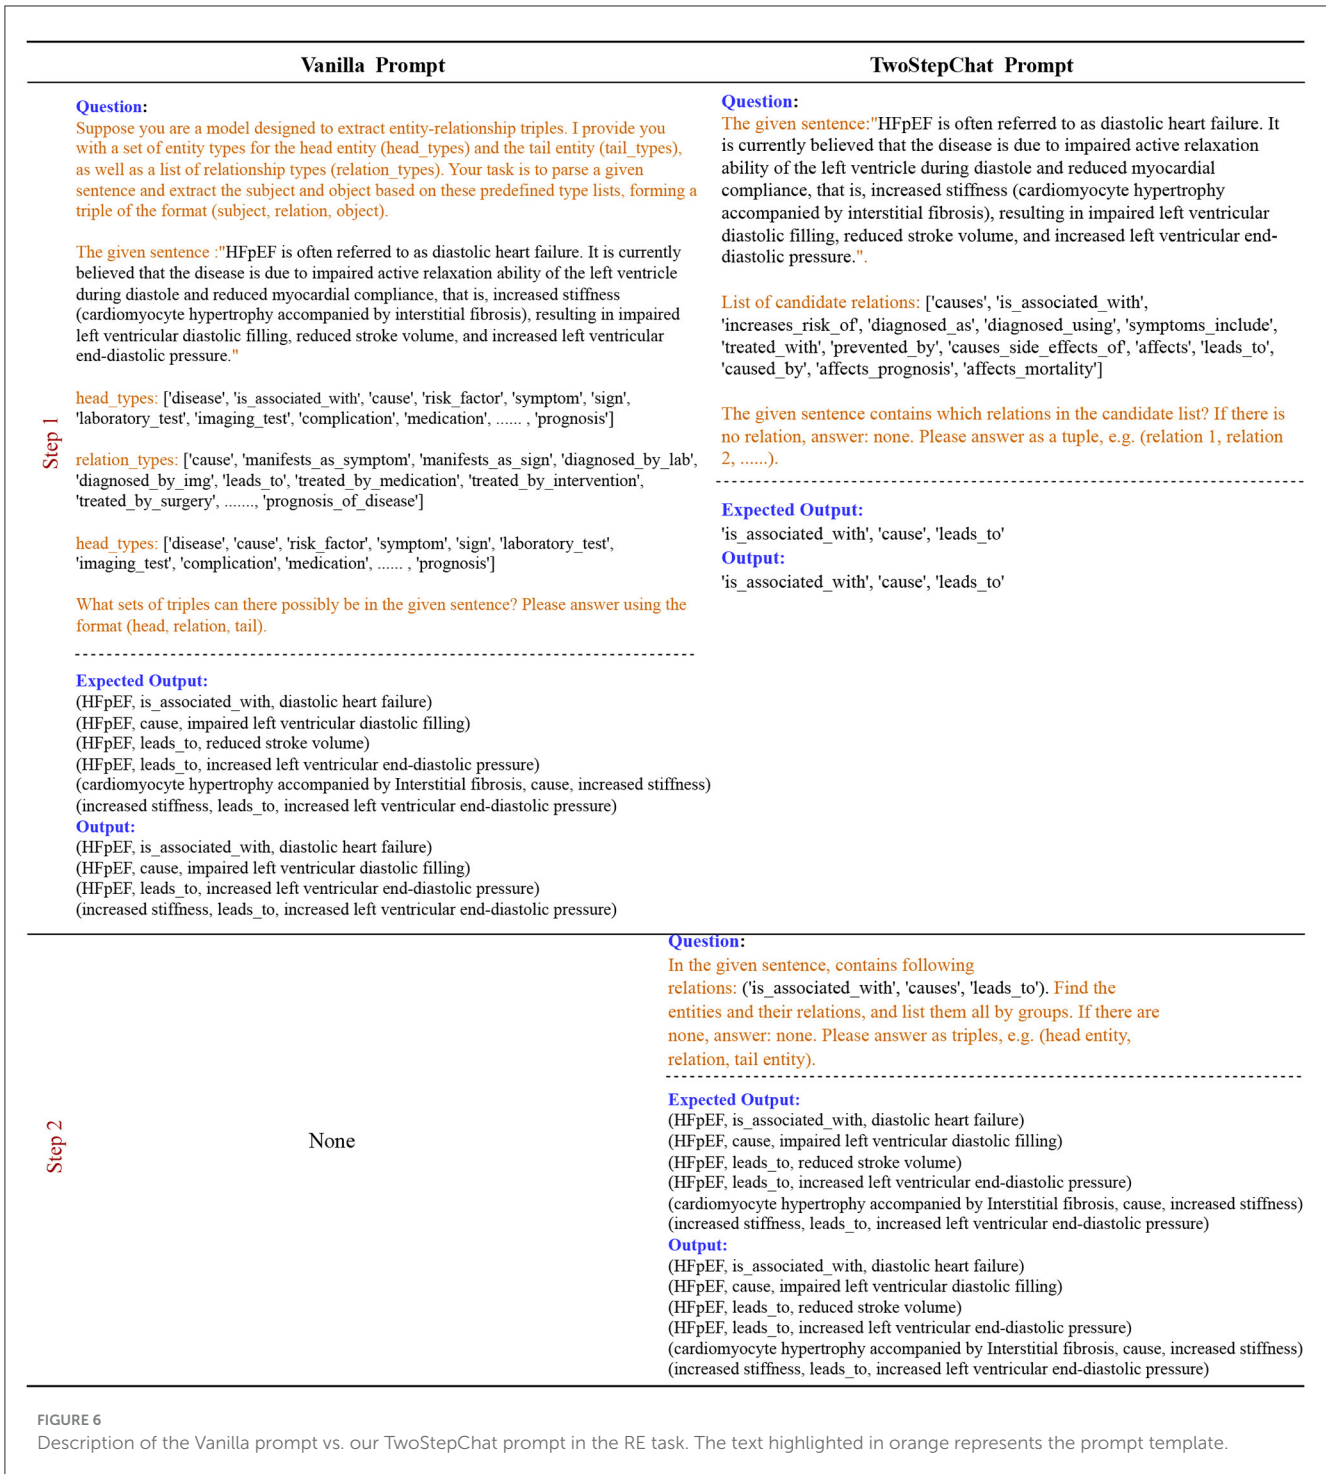 Vanilla Prompt
TwoStepChat Prompt
Step 1
Question:
Suppose you are a model designed to extract entity-relationship triples. I provide you
with a set of entity types for the head entity (head_types) and the tail entity (tail_types),
as well as a list of relationship types (relation_types). Your task is to parse a given
sentence and extract the subject and object based on these predefined type lists, forming a
triple of the format (subject, relation, object).
The given sentence :"HFpEF is often referred to as diastolic heart failure. It is currently
believed that the disease is due to impaired active relaxation ability of the left ventricle
during diastole and reduced myocardial compliance, that is, increased stiffness
(cardiomyocyte hypertrophy accompanied by interstitial fibrosis), resulting in impaired
left ventricular diastolic filling, reduced stroke volume, and increased left ventricular
end-diastolic pressure."
head_types: ['disease', 'is_associated_with', 'cause', 'risk_factor', 'symptom', 'sign',
'laboratory_test', 'imaging_test', 'complication', 'medication', ...... , 'prognosis']
relation_types: ['cause', 'manifests_as_symptom', 'manifests_as_sign', 'diagnosed_by_lab',
'diagnosed_by_img', 'leads_to', 'treated_by_medication', 'treated_by_intervention',
'treated_by_surgery', ......., 'prognosis_of_disease']
head_types: ['disease', 'cause', 'risk_factor', 'symptom', 'sign', 'laboratory_test',
'imaging_test', 'complication', 'medication', ...... , 'prognosis']
What sets of triples can there possibly be in the given sentence? Please answer using the
format (head, relation, tail).
Expected Output:
(HFpEF, is_associated_with, diastolic heart failure)
(HFpEF, cause, impaired left ventricular diastolic filling)
(HFpEF, leads_to, reduced stroke volume)
(HFpEF, leads_to, increased left ventricular end-diastolic pressure)
(cardiomyocyte hypertrophy accompanied by Interstitial fibrosis, cause, increased stiffness)
(increased stiffness, leads_to, increased left ventricular end-diastolic pressure)
Output:
(HFpEF, is_associated_with, diastolic heart failure)
(HFpEF, cause, impaired left ventricular diastolic filling)
(HFpEF, leads_to, increased left ventricular end-diastolic pressure)
(increased stiffness, leads_to, increased left ventricular end-diastolic pressure)
Question:
The given sentence:"HFpEF is often referred to as diastolic heart failure. It
is currently believed that the disease is due to impaired active relaxation
ability of the left ventricle during diastole and reduced myocardial
compliance, that is, increased stiffness (cardiomyocyte hypertrophy
accompanied by interstitial fibrosis), resulting in impaired left ventricular
diastolic filling, reduced stroke volume, and increased left ventricular end-
diastolic pressure.".
List of candidate relations: ['causes', 'is_associated_with',
'increases_risk_of', 'diagnosed_as', 'diagnosed_using', 'symptoms_include',
'treated_with', 'prevented_by', 'causes_side_effects_of', 'affects', 'leads_to',
'caused_by', 'affects_prognosis', 'affects_mortality']
The given sentence contains which relations in the candidate list? If there is
no relation, answer: none. Please answer as a tuple, e.g. (relation 1, relation
2, ......).
Expected Output:
'is_associated_with', 'cause', 'leads_to'
Output:
'is_associated_with', 'cause', 'leads_to'
Step 2
None
Question:
In the given sentence, contains following
relations: ('is_associated_with', 'causes', 'leads_to'). Find the
entities and their relations, and list them all by groups. If there are
none, answer: none. Please answer as triples, e.g. (head entity,
relation, tail entity).
Expected Output:
(HFpEF, is_associated_with, diastolic heart failure)
(HFpEF, cause, impaired left ventricular diastolic filling)
(HFpEF, leads_to, reduced stroke volume)
(HFpEF, leads_to, increased left ventricular end-diastolic pressure)
(cardiomyocyte hypertrophy accompanied by Interstitial fibrosis, cause, increased stiffness)
(increased stiffness, leads_to, increased left ventricular end-diastolic pressure)
Output:
(HFpEF, is_associated_with, diastolic heart failure)
(HFpEF, cause, impaired left ventricular diastolic filling)
(HFpEF, leads_to, reduced stroke volume)
(HFpEF, leads_to, increased left ventricular end-diastolic pressure)
(cardiomyocyte hypertrophy accompanied by Interstitial fibrosis, cause, increased stiffness)
(increased stiffness, leads_to, increased left ventricular end-diastolic pressure)
FIGURE 6
Description of the Vanilla prompt vs. our TwoStepChat prompt in the RE task. The text highlighted in orange represents the prompt template.